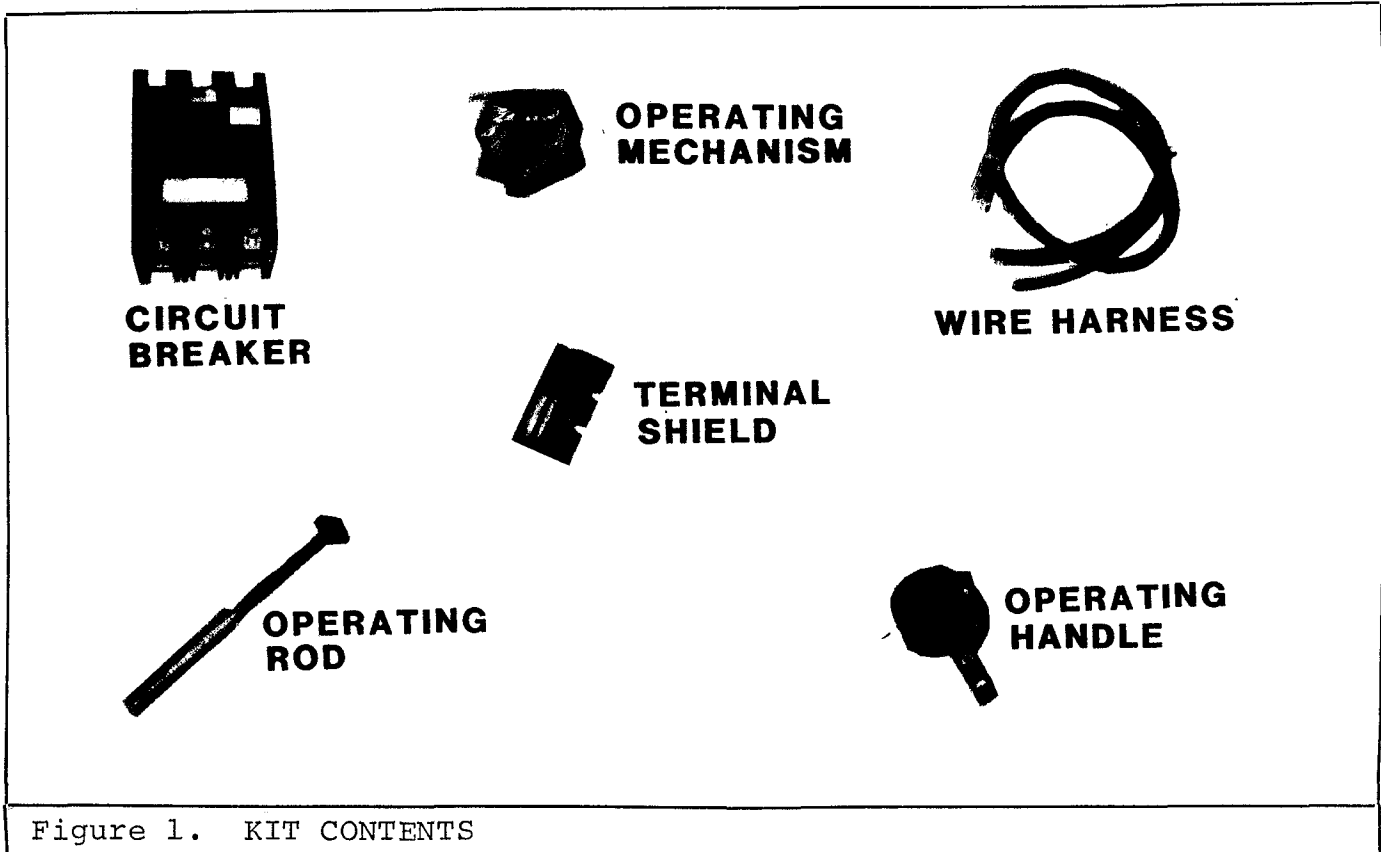 OPERATING
MECHANISM
CIRCUIT
BREAKER
WIRE HARNESS
TERMINAL
SHIELD
OPERATING
ROD
OPERATING
HANDLE
Figure 1. KIT CONTENTS